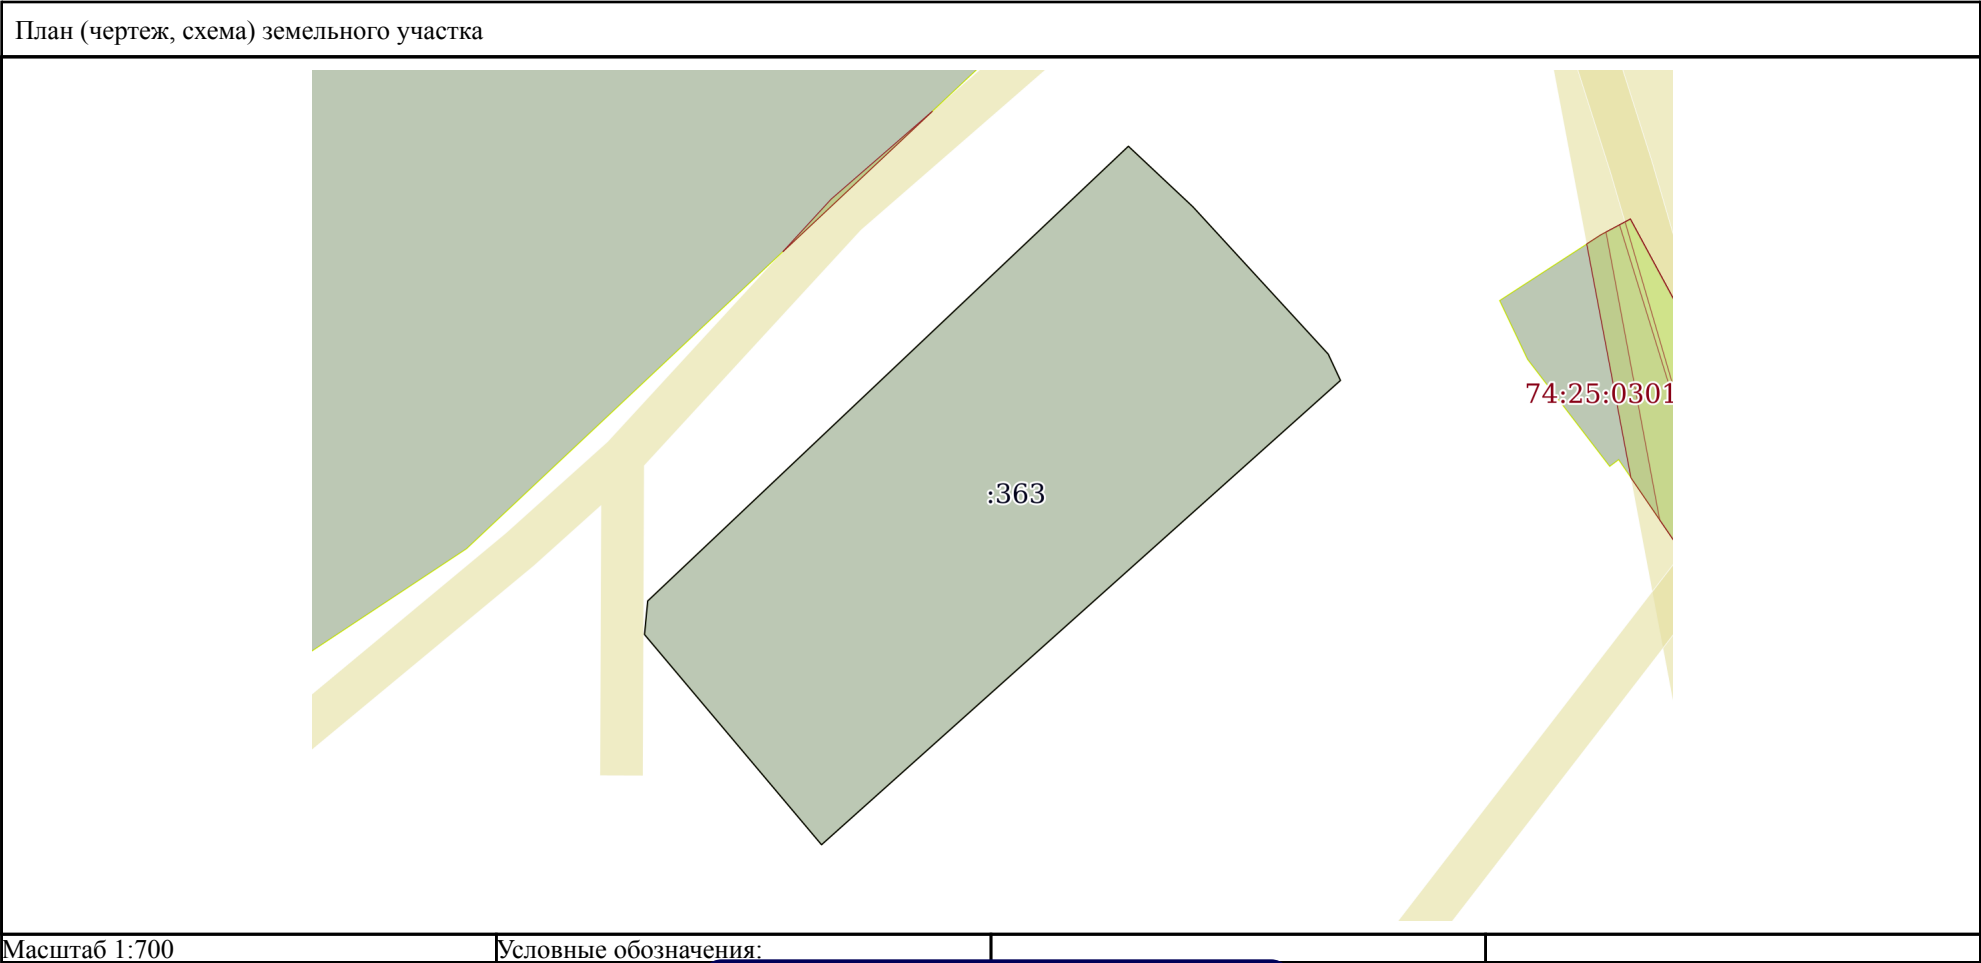 План (чертеж, схема) земельного участка
74:25:0301
:363
Масштаб 1:700
Условные обозначения: